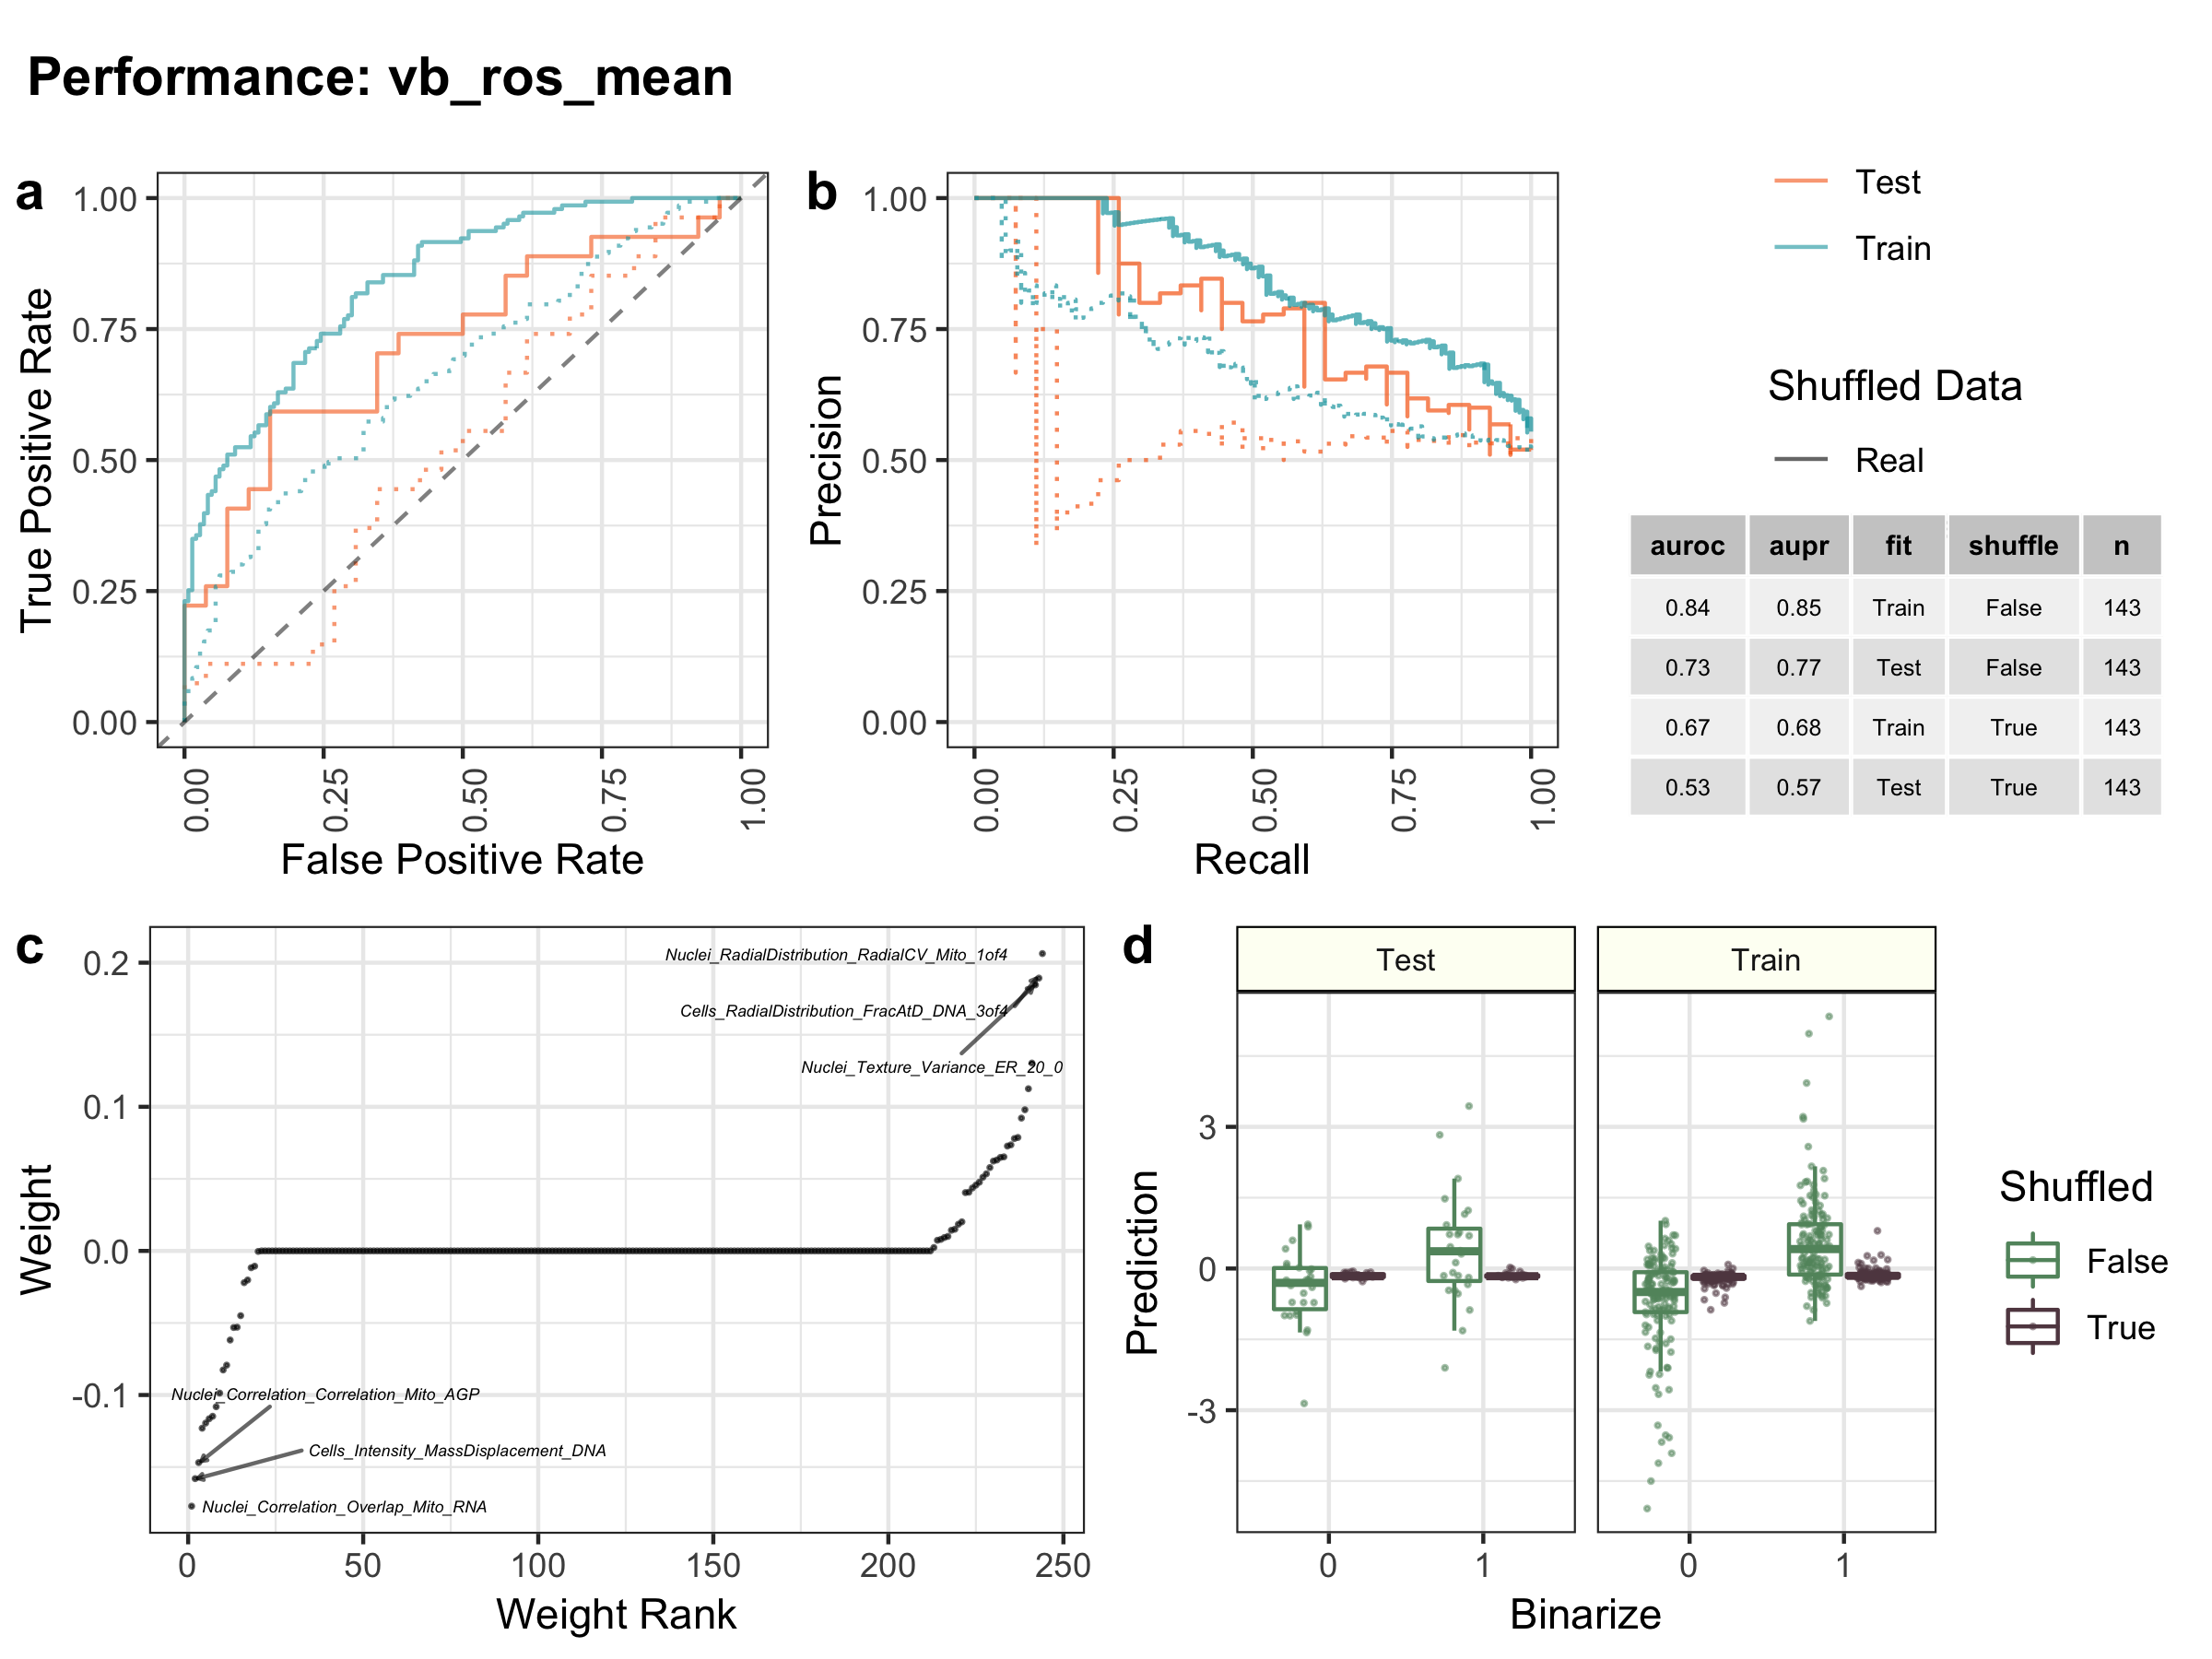 Performance: vb_ros_mean
a
1.00
0.75
0.50
0.25
0.00
True Positive Rate
0.00
0.25
0.50
0.75
1.00
False Positive Rate
b
1.00
0.75
0.50
0.25
0.00
Precision
0.00
0.25
0.50
0.75
1.00
Recall
Test
Train
Shuffled Data
Real
auroc aupr fit shuffle n
0.84 0.85 Train False 143
0.73 0.77 Test False 143
0.67 0.68 Train True 143
0.53 0.57 Test True 143
c
0.2
0.1
0.0
-0.1
Weight
Nuclei_RadialDistribution_RadialCV_Mito_1of4
Cells_RadialDistribution_FracAtD_DNA_3of4
Nuclei_Texture_Variance_ER_20_0
Nuclei_Correlation_Correlation_Mito_AGP
Cells_Intensity_MassDisplacement_DNA
Nuclei_Correlation_Overlap_Mito_RNA
0
50
100
150
200
250
Weight Rank
d
Test
Train
3
0
-3
Prediction
0
1
0
1
Binarize
Shuffled
False
True